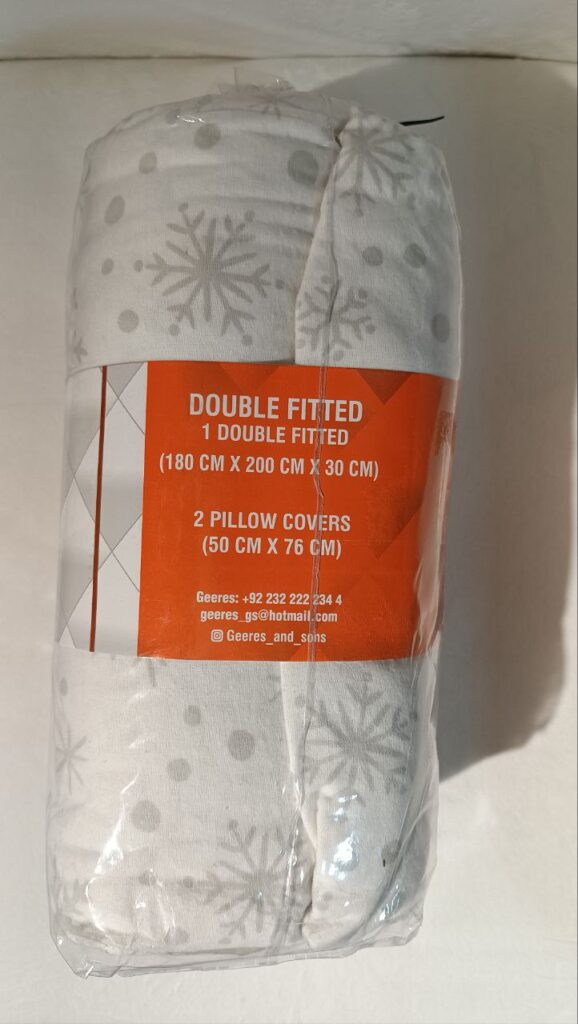 DOUBLE FITTED
1 DOUBLE FITTED
(180 CM X 200 CM X 30 CM)
2 PILLOW COVERS
(50 CM X 76 CM)
Geeres: +92 232 222 234 4
geeres_gs@hotmail.com
Geeres_and_sons